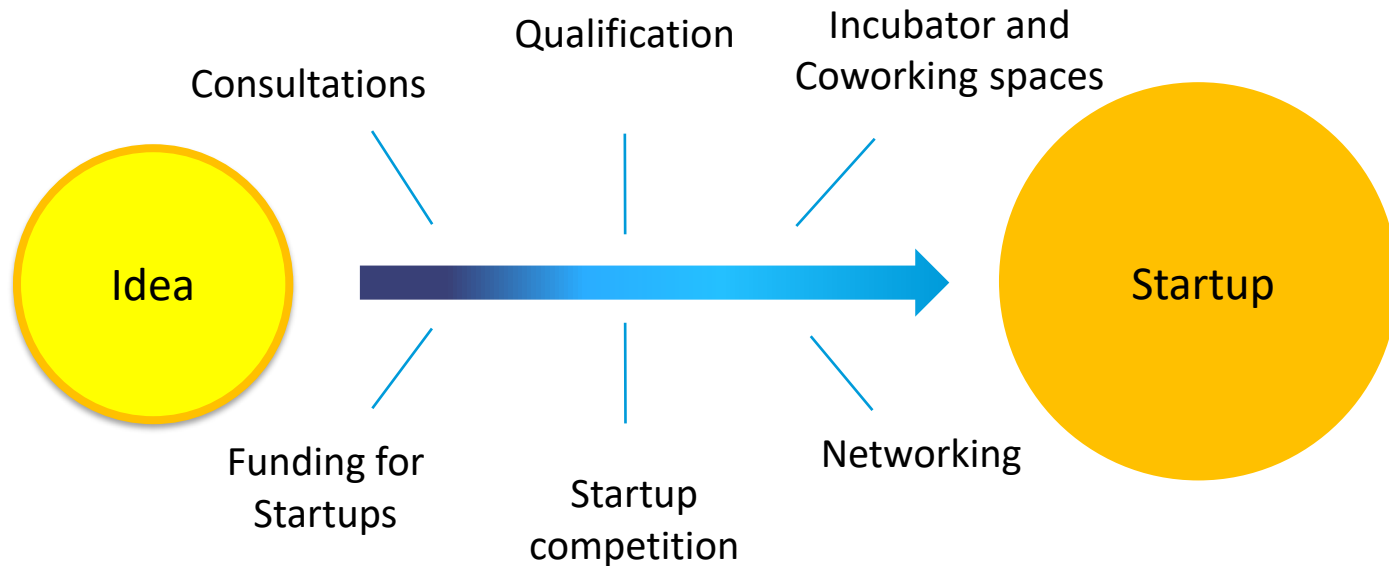 Qualification
Incubator and
Coworking spaces
Consultations
Idea
Startup
Funding for
Startups
Startup
competition
Networking